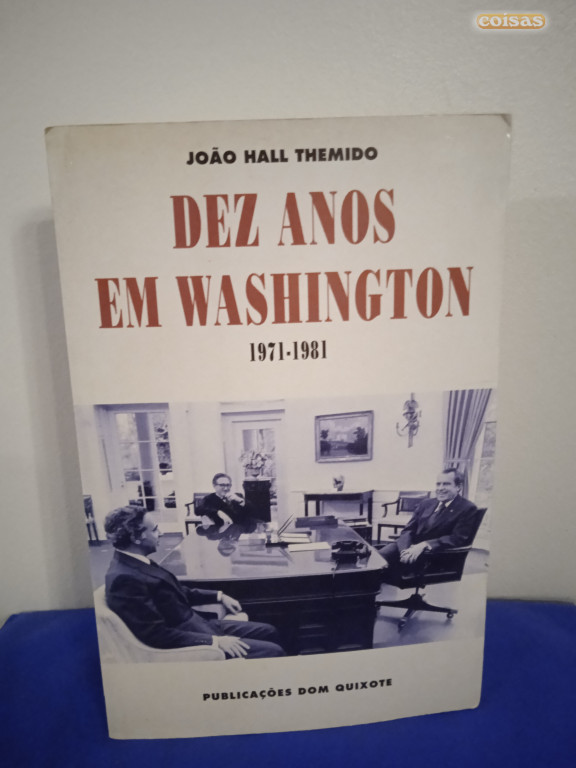 coisas
JOÃO HALL THEMIDO
DEZ ANOS
EM WASHINGTON
1971-1981
PUBLICAÇÕES DOM QUIXOTE